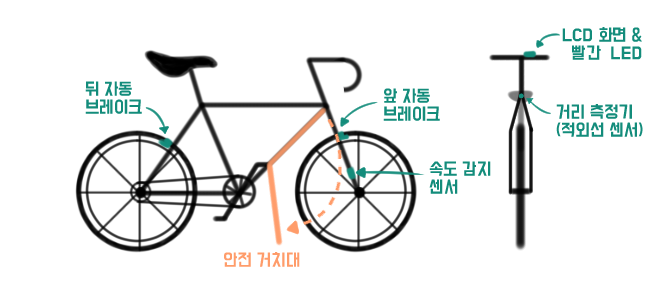 LCD 화면 &
빨간 LED
뒤 자동
브레이크
앞 자동
브레이크
거리 측정기
(적외선 센서)
속도 감지
센서
안전 거치대